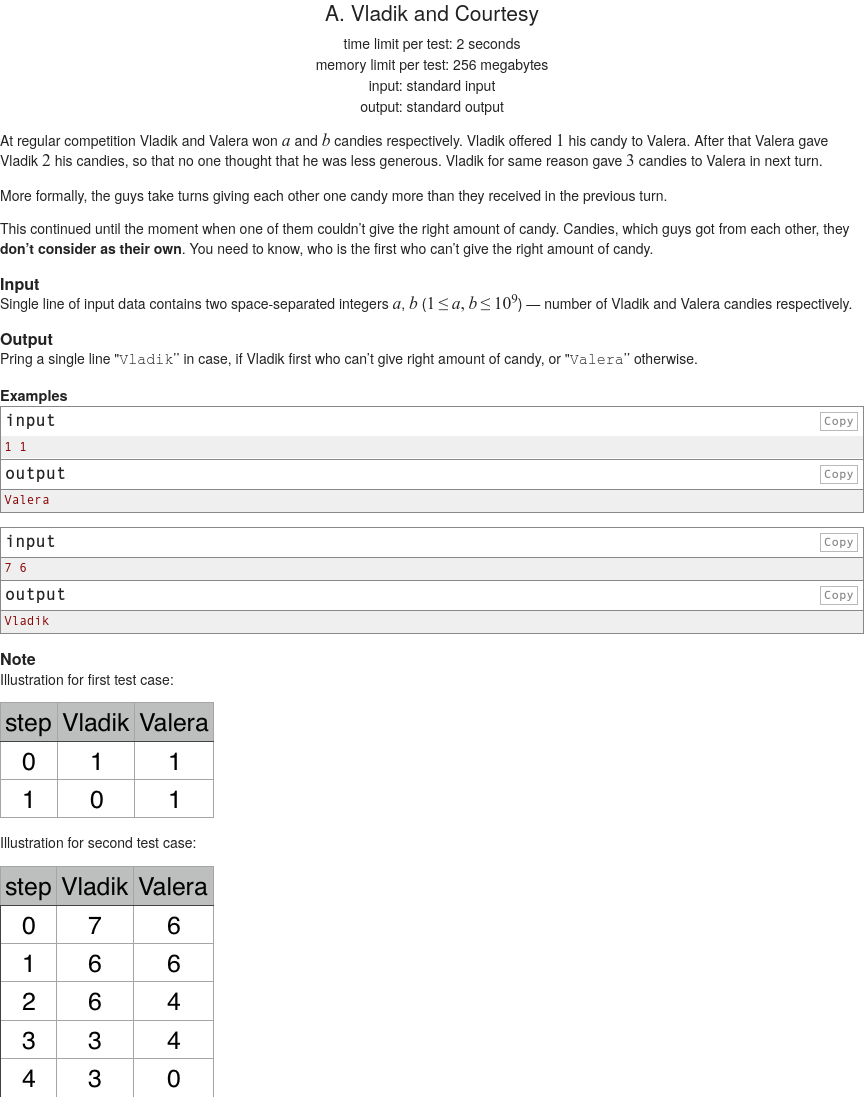 A. Vladik and Courtesy
time limit per test: 2 seconds
memory limit per test: 256 megabytes
input: standard input
output: standard output
At regular competition Vladik and Valera won a and b candies respectively. Vladik offered 1 his candy to Valera. After that Valera gave
Vladik 2 his candies, so that no one thought that he was less generous. Vladik for same reason gave 3 candies to Valera in next turn.
More formally, the guys take turns giving each other one candy more than they received in the previous turn.
This continued until the moment when one of them couldn't give the right amount of candy. Candies, which guys got from each other, they
don't consider as their own. You need to know, who is the first who can't give the right amount of candy.
Input
Single line of input data contains two space-separated integers a, b (1 ≤ a, b ≤ 10⁹) — number of Vladik and Valera candies respectively.
Output
Pring a single line "Vladik'' in case, if Vladik first who can't give right amount of candy, or "Valera'' otherwise.
Examples
input Copy
1 1
output Copy
Valera
input Copy
7 6
output Copy
Vladik
Note
Illustration for first test case:
step Vladik Valera
0 1 1
1 0 1
Illustration for second test case:
step Vladik Valera
0 7 6
1 6 6
2 6 4
3 3 4
4 3 0